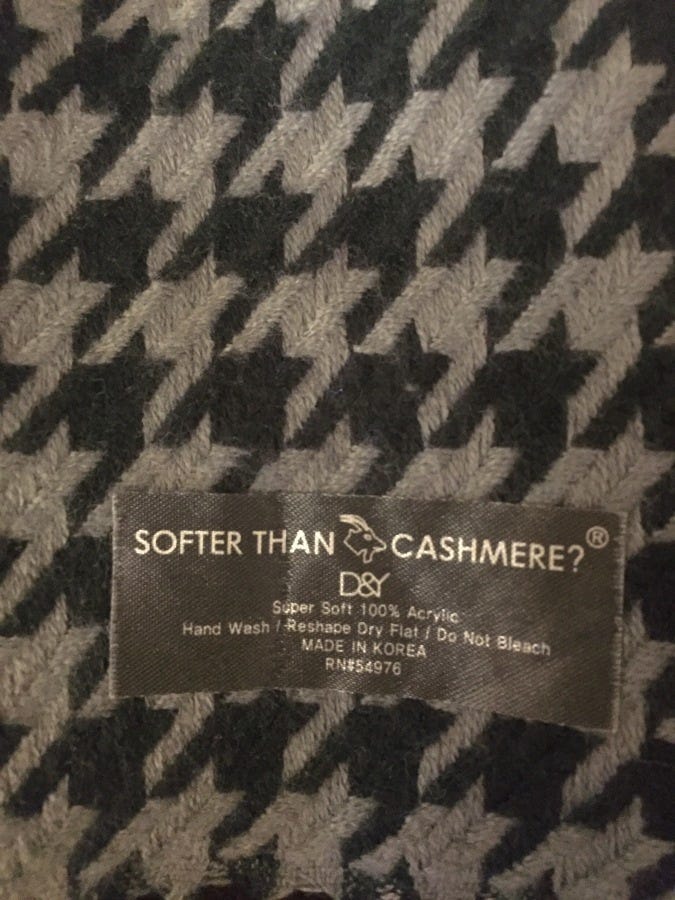 SOFTER THAN CASHMERE?®
D&Y
Super Soft 100% Acrylic
Hand Wash / Reshape Dry Flat / Do Not Bleach
MADE IN KOREA
RN#54976